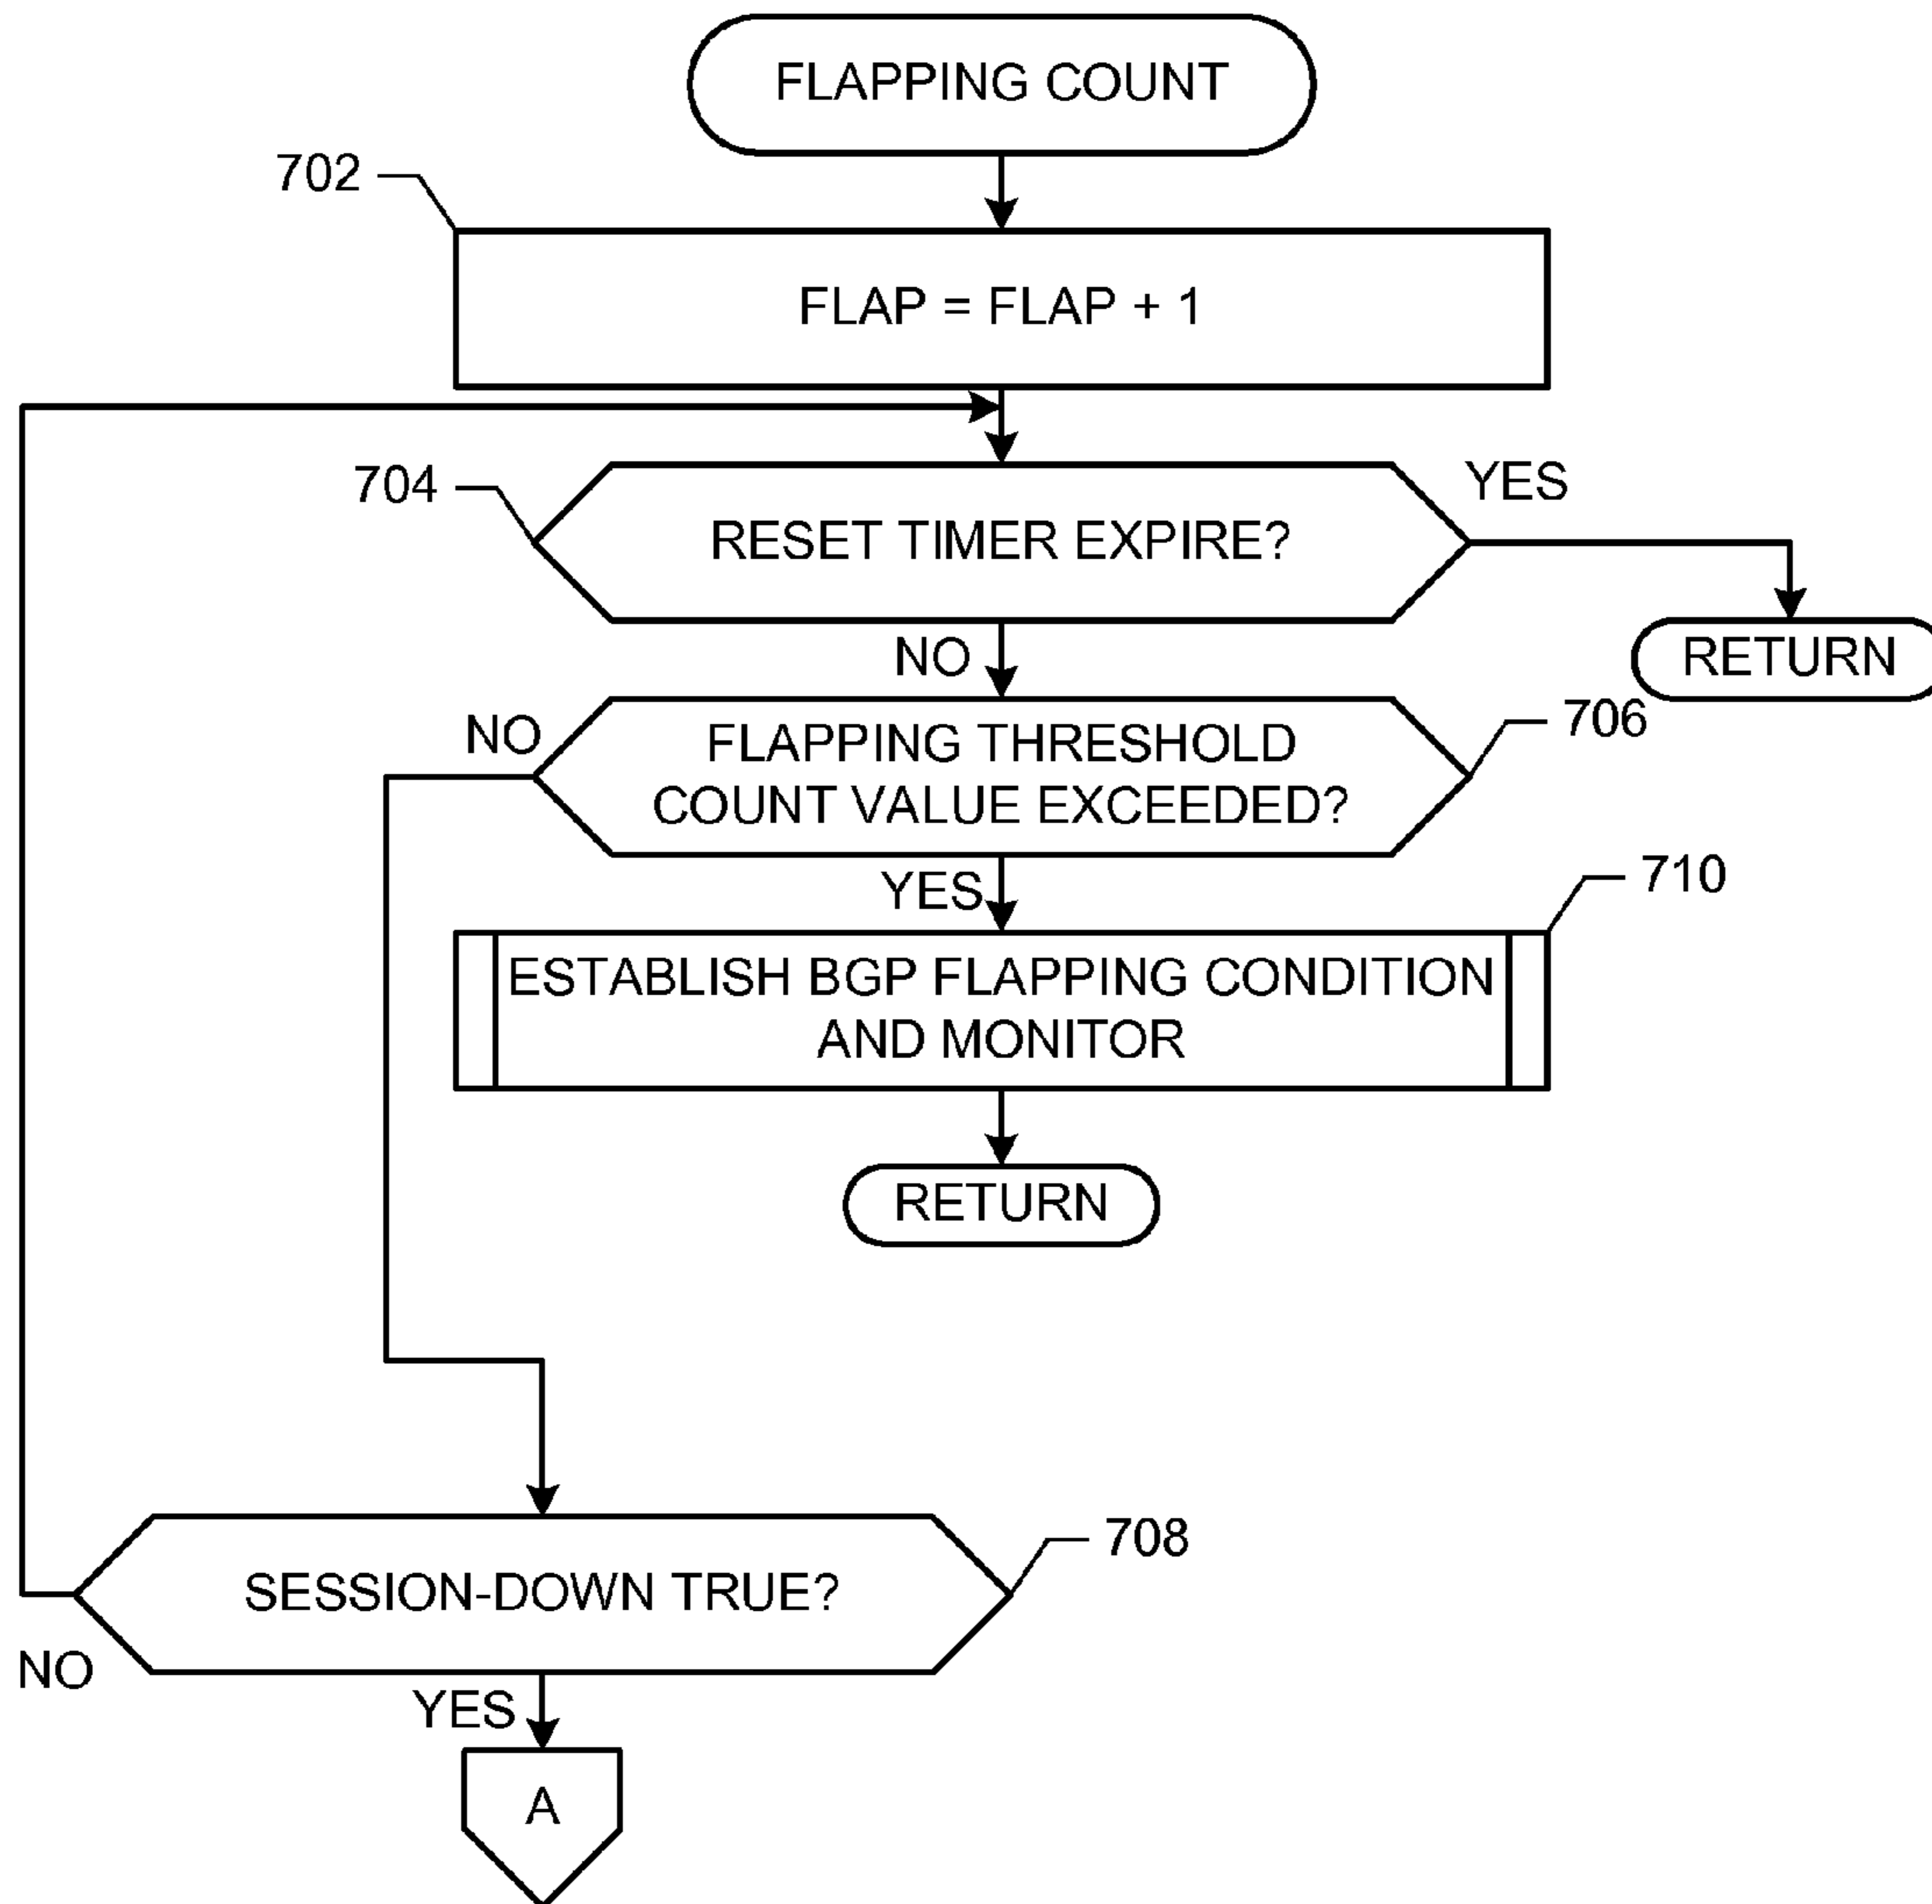 FLAPPING COUNT
702
FLAP = FLAP + 1
704
RESET TIMER EXPIRE?
YES
RETURN
NO
706
NO
FLAPPING THRESHOLD
COUNT VALUE EXCEEDED?
YES
710
ESTABLISH BGP FLAPPING CONDITION
AND MONITOR
RETURN
708
SESSION-DOWN TRUE?
NO
YES
A